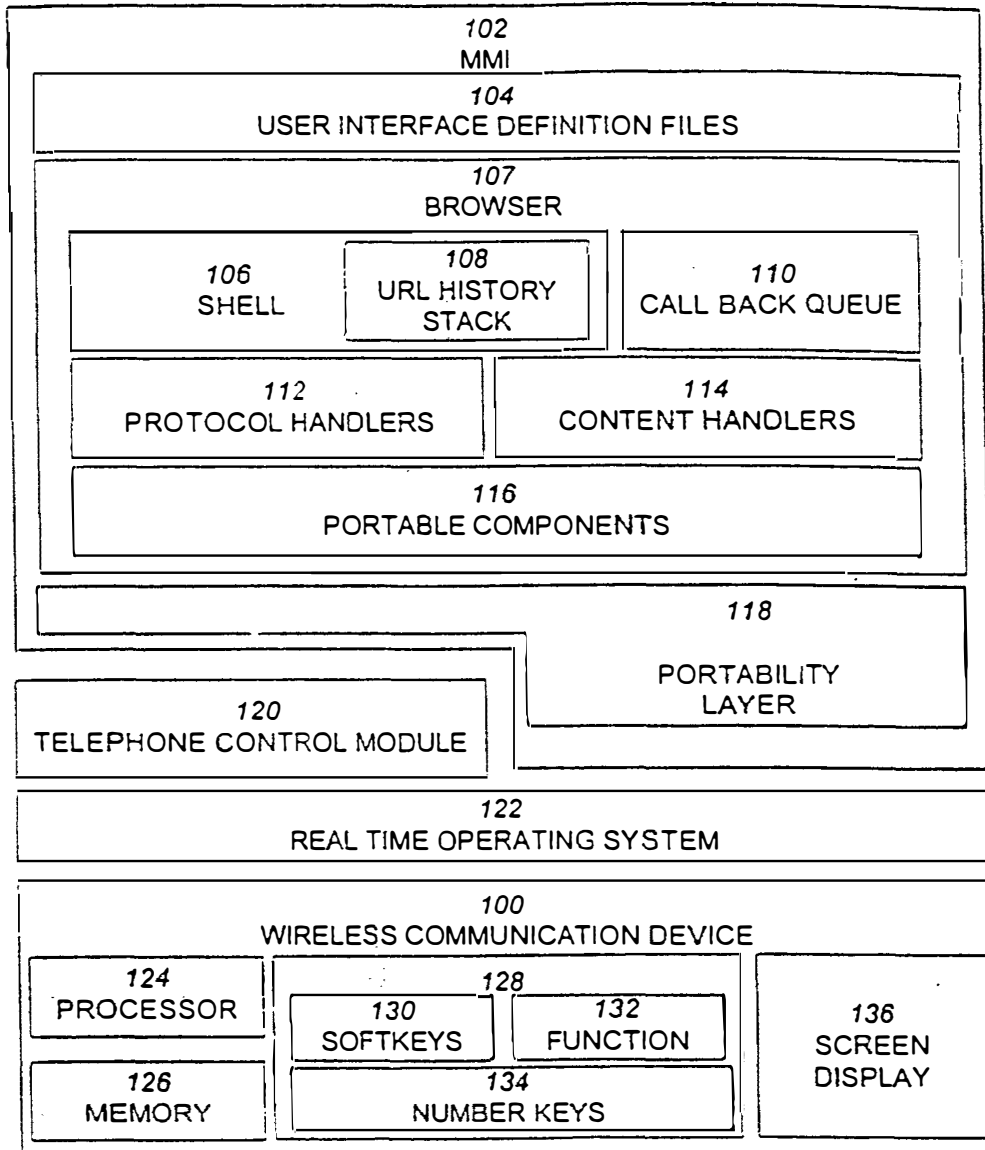 102
MMI
104
USER INTERFACE DEFINITION FILES
107
BROWSER
106
SHELL
108
URL HISTORY
STACK
110
CALL BACK QUEUE
112
PROTOCOL HANDLERS
114
CONTENT HANDLERS
116
PORTABLE COMPONENTS
118
PORTABILITY
LAYER
120
TELEPHONE CONTROL MODULE
122
REAL TIME OPERATING SYSTEM
100
WIRELESS COMMUNICATION DEVICE
124
PROCESSOR
126
MEMORY
128
130
SOFTKEYS
132
FUNCTION
134
NUMBER KEYS
136
SCREEN
DISPLAY